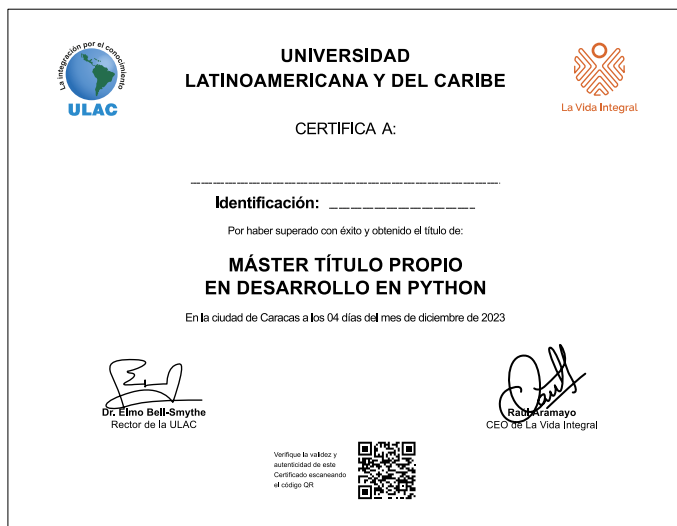 La integración por el conocimiento
ULAC
UNIVERSIDAD
LATINOAMERICANA Y DEL CARIBE
La Vida Integral
CERTIFICA A:
Identificación:
Por haber superado con éxito y obtenido el título de:
MÁSTER TÍTULO PROPIO
EN DESARROLLO EN PYTHON
En la ciudad de Caracas a los 04 días del mes de diciembre de 2023
Dr. Elmo Bell-Smythe
Rector de la ULAC
Raúl Aramayo
CEO de La Vida Integral
Verifique la validez y
autenticidad de este
Certificado escaneando
el código QR